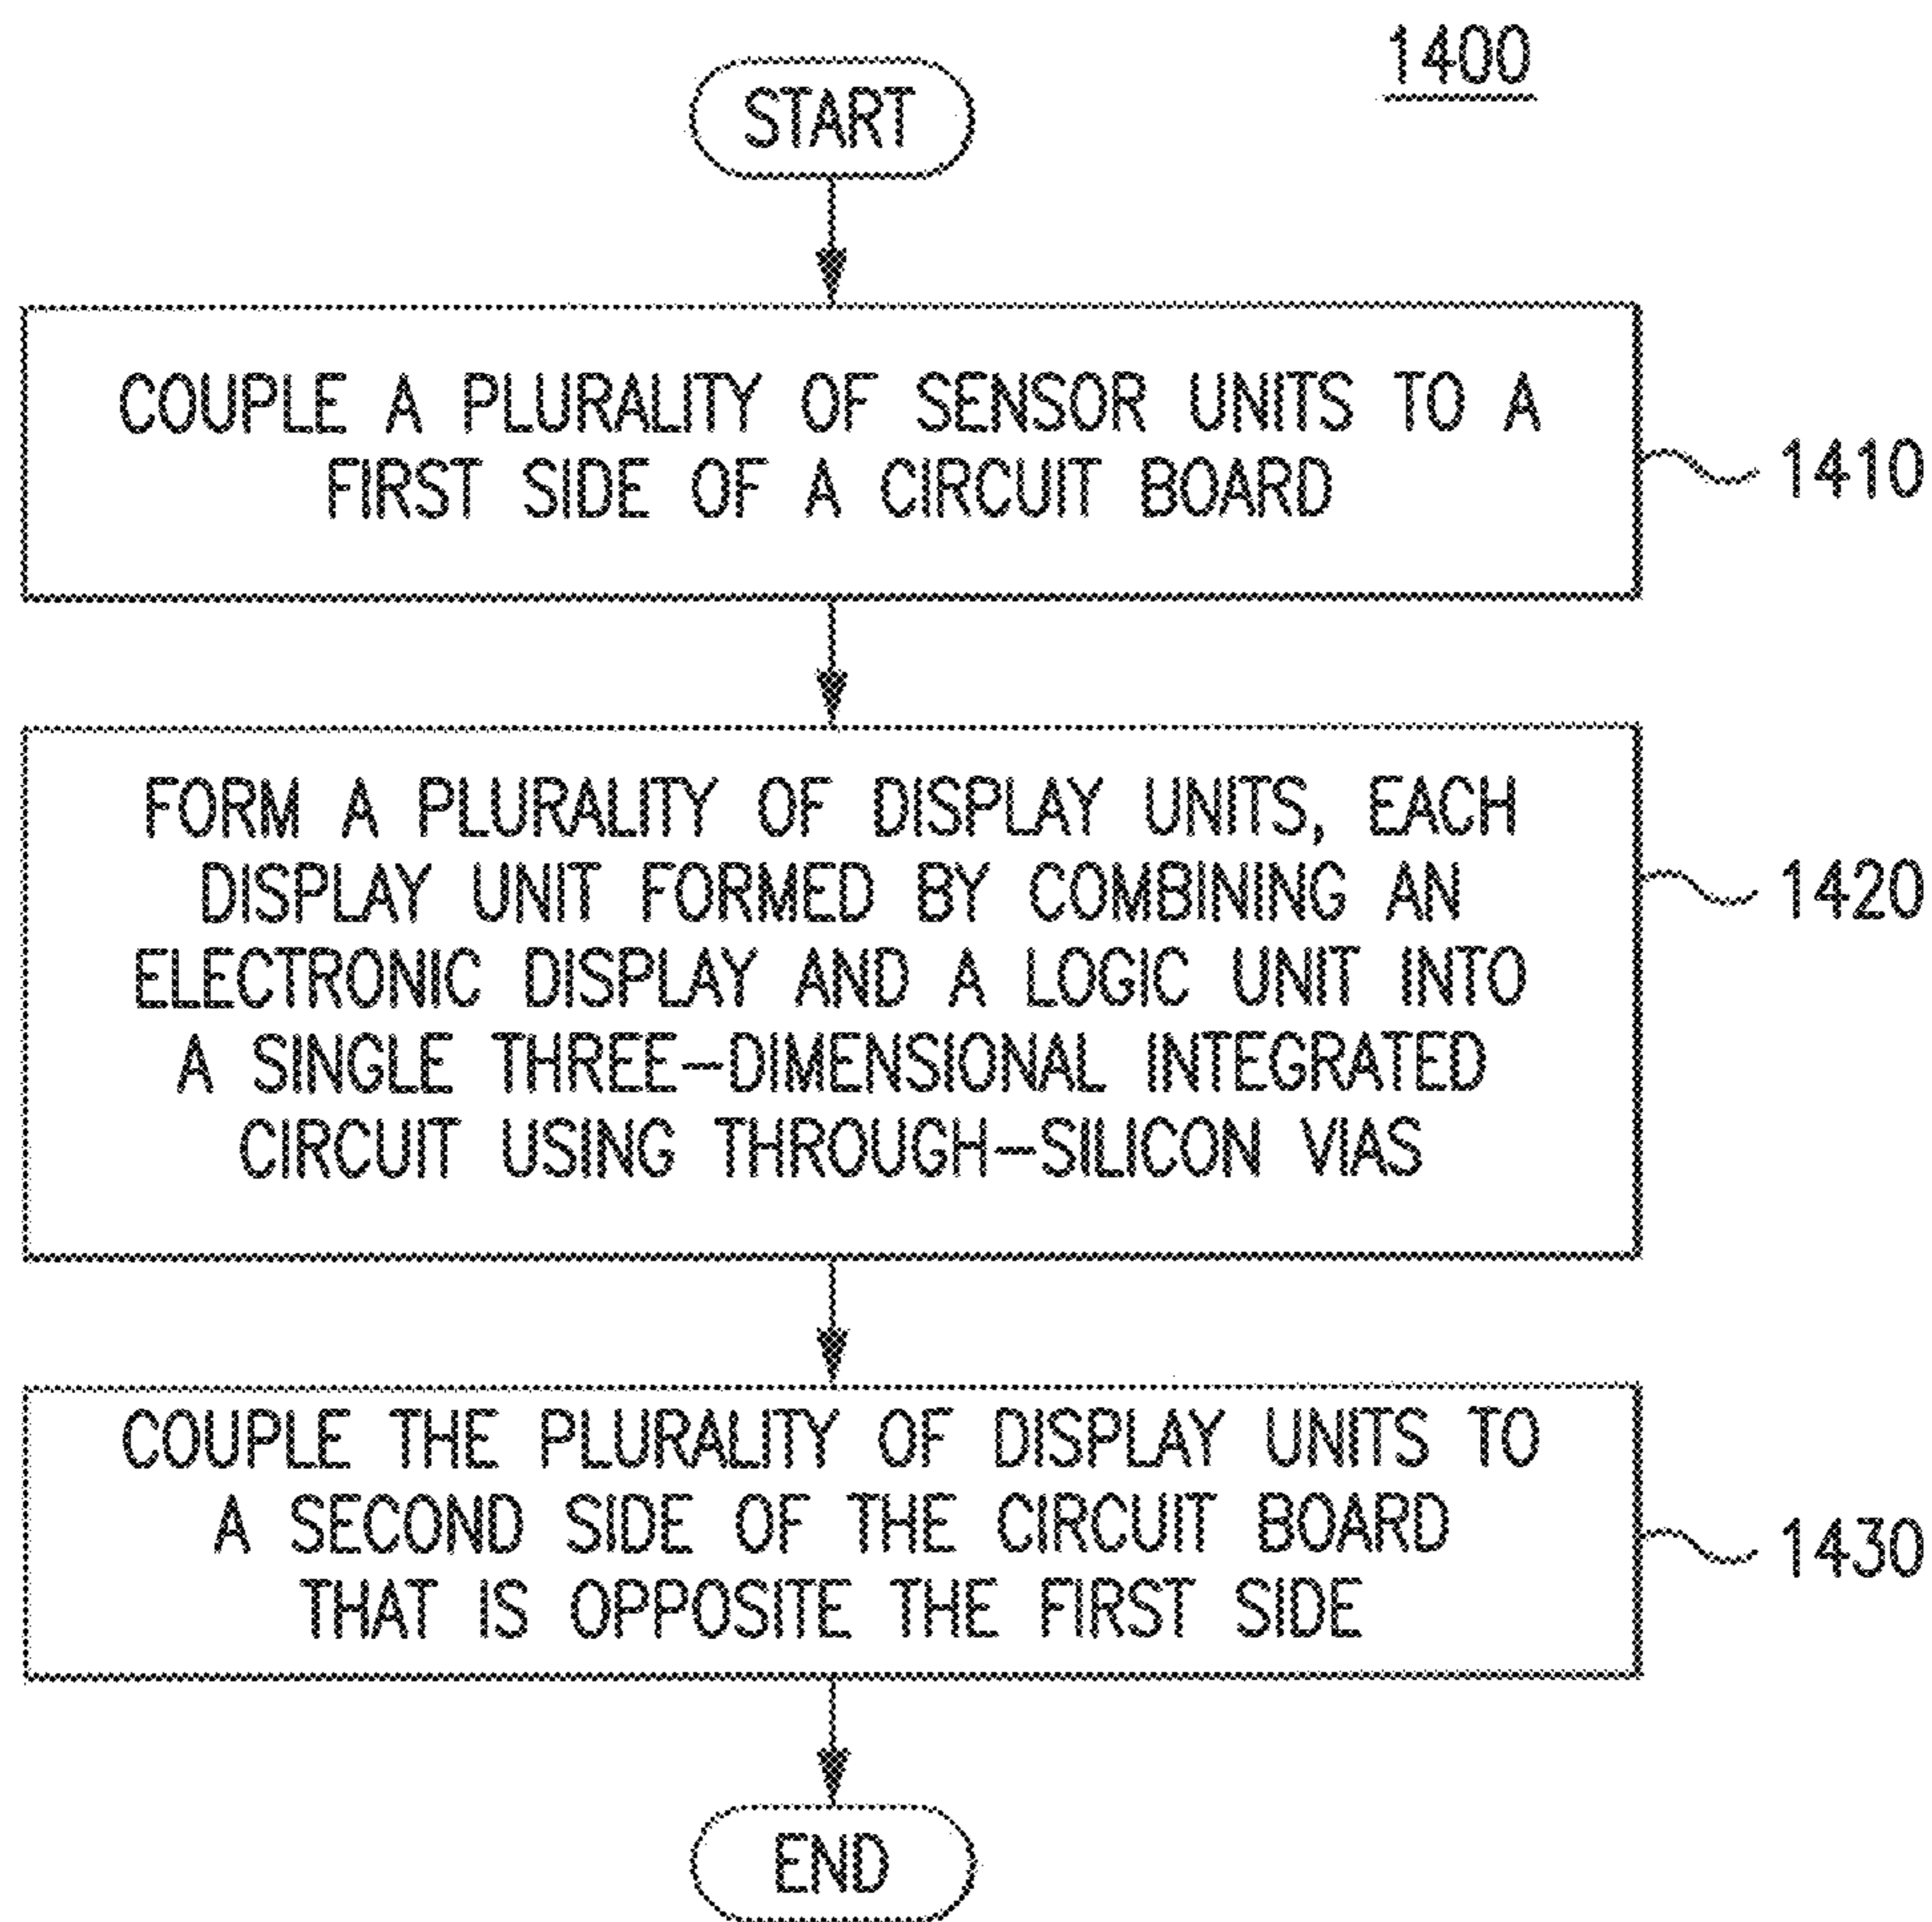 1400
START
COUPLE A PLURALITY OF SENSOR UNITS TO A
FIRST SIDE OF A CIRCUIT BOARD
1410
FORM A PLURALITY OF DISPLAY UNITS, EACH
DISPLAY UNIT FORMED BY COMBINING AN
ELECTRONIC DISPLAY AND A LOGIC UNIT INTO
A SINGLE THREE-DIMENSIONAL INTEGRATED
CIRCUIT USING THROUGH-SILICON VIAS
1420
COUPLE THE PLURALITY OF DISPLAY UNITS TO
A SECOND SIDE OF THE CIRCUIT BOARD
THAT IS OPPOSITE THE FIRST SIDE
1430
END